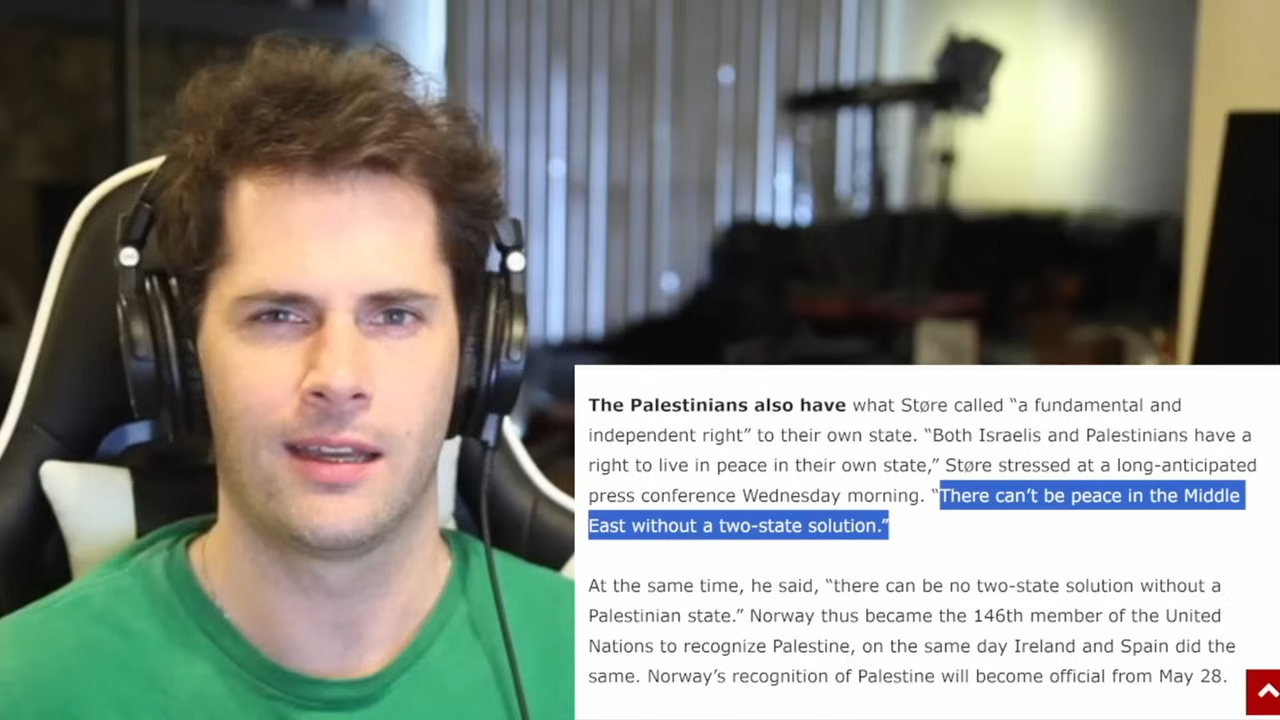 The Palestinians also have what Støre called “a fundamental and
independent right” to their own state. “Both Israelis and Palestinians have a
right to live in peace in their own state,” Støre stressed at a long-anticipated
press conference Wednesday morning. “There can’t be peace in the Middle
East without a two-state solution.”
At the same time, he said, “there can be no two-state solution without a
Palestinian state.” Norway thus became the 146th member of the United
Nations to recognize Palestine, on the same day Ireland and Spain did the
same. Norway’s recognition of Palestine will become official from May 28.